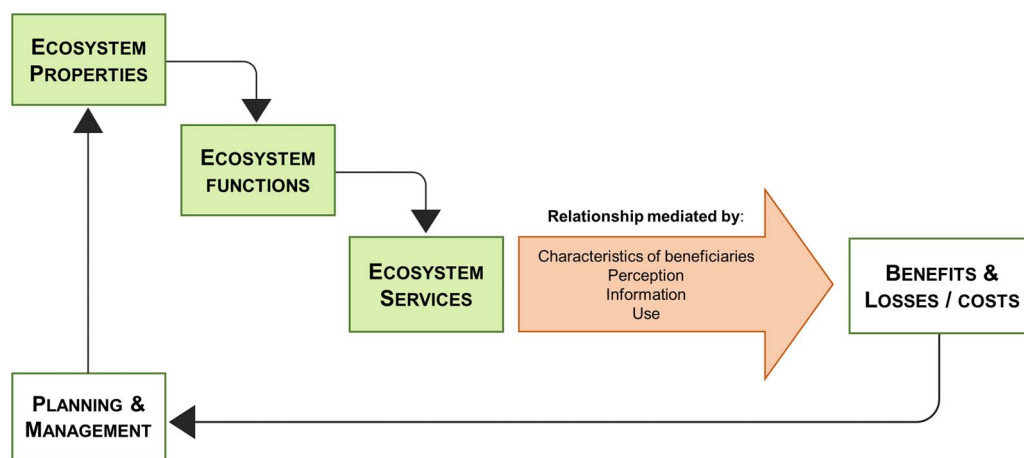 ECOSYSTEM
PROPERTIES
ECOSYSTEM
FUNCTIONS
Relationship mediated by:
Characteristics of beneficiaries
Perception
Information
Use
ECOSYSTEM
SERVICES
BENEFITS &
LOSSES / COSTS
PLANNING &
MANAGEMENT